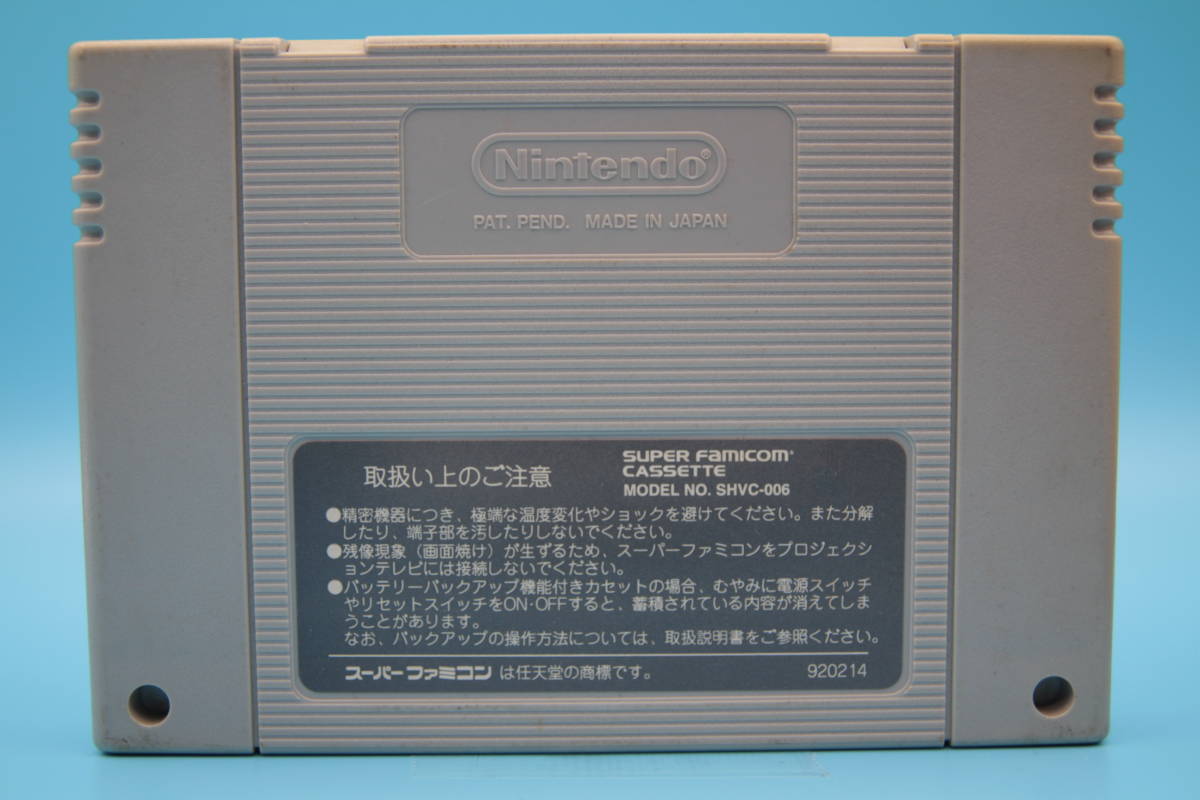 Nintendo®
PAT. PEND. MADE IN JAPAN
取扱い上のご注意
SUPER FAMICOM®
CASSETTE
MODEL NO. SHVC-006
●精密機器につき、極端な温度変化やショックを避けてください。また分解
したり、端子部を汚したりしないでください。
●残像現象(画面焼け)が生ずるため、スーパーファミコンをプロジェクシ
ョンテレビには接続しないでください。
●バッテリーバックアップ機能付きカセットの場合、むやみに電源スイッチ
やリセットスイッチをON・OFFすると、蓄積されている内容が消えてしま
うことがあります。
なお、バックアップの操作方法については、取扱説明書をご参照ください。
スーパーファミコンは任天堂の商標です。 920214